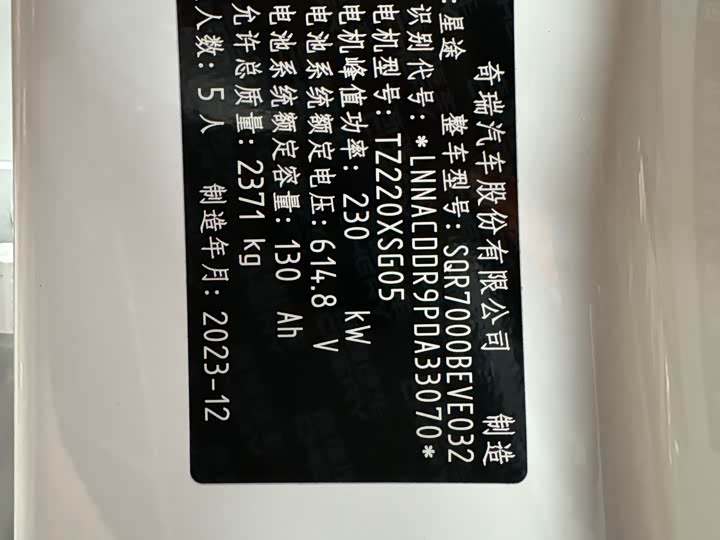 奇瑞汽车股份有限公司 制造
:星途 整车型号:SQR7000BEVE032
识别代号:*LNNACDDR9PDA33070*
电机型号:TZ220XSG05
电机峰值功率:230 kW
电池系统额定电压:614.8 V
电池系统额定容量:130 Ah
允许总质量:2371 kg
人数:5人 制造年月:2023-12